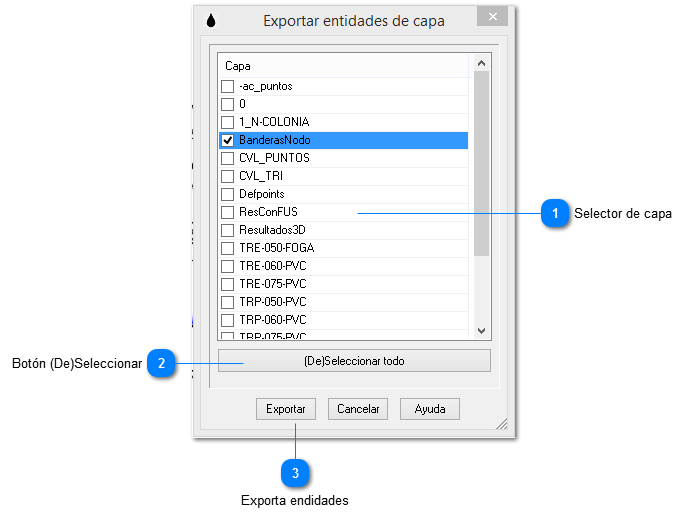 Exportar entidades de capa
Capa
-ac_puntos
0
1_N-COLONIA
BanderasNodo
CVL_PUNTOS
CVL_TRI
Defpoints
ResConFUS
Resultados3D
TRE-050-FOGA
TRE-060-PVC
TRE-075-PVC
TRP-050-PVC
TRP-060-PVC
TRP-075-PVC
1 Selector de capa
Botón (De)Seleccionar 2
(De)Seleccionar todo
Exportar Cancelar Ayuda
3
Exporta endidades